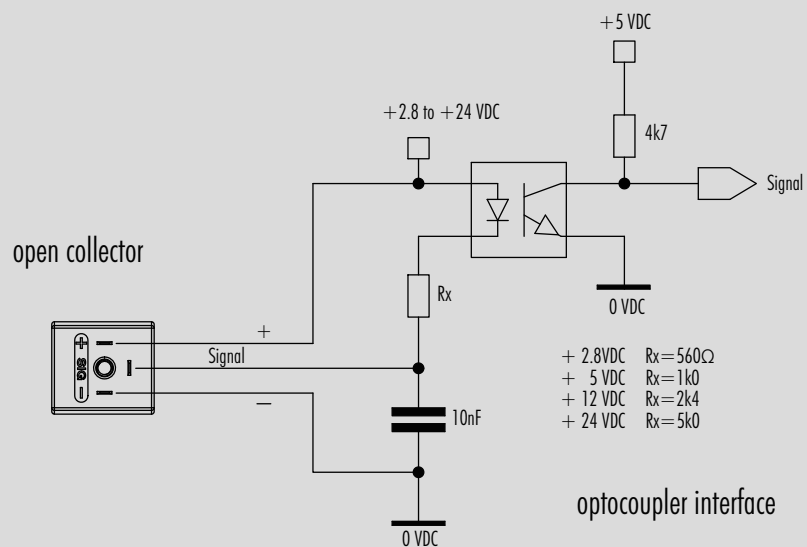 +5 VDC
+2.8 to +24 VDC
4k7
Signal
open collector
0 VDC
Rx
+
Signal
+ SIG −
−
10nF
+ 2.8VDC Rx=560Ω
+ 5 VDC Rx=1k0
+ 12 VDC Rx=2k4
+ 24 VDC Rx=5k0
optocoupler interface
0 VDC